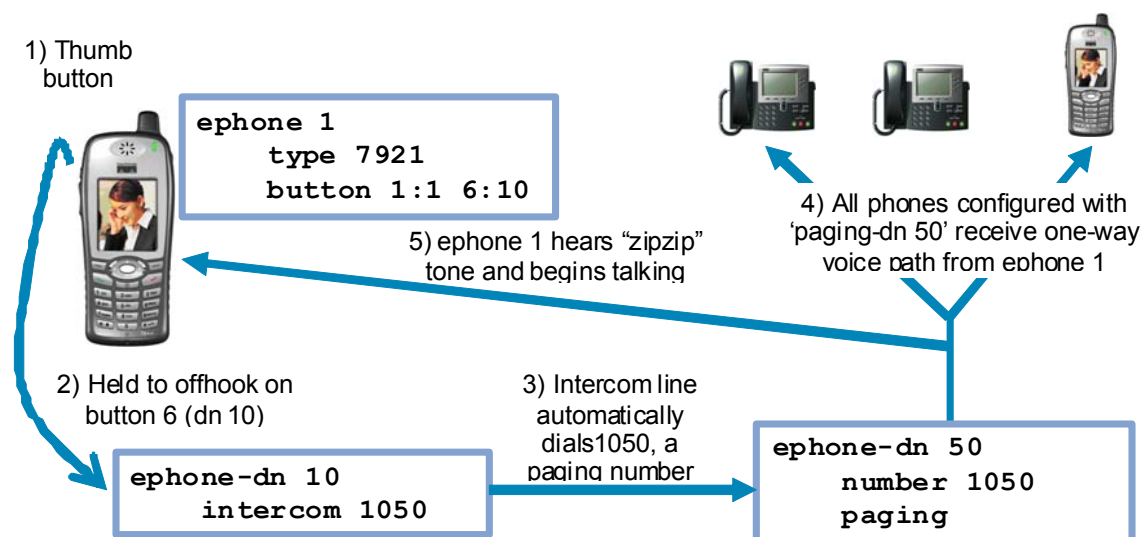 1) Thumb
button
ephone 1
type 7921
button 1:1 6:10
4) All phones configured with
‘paging-dn 50’ receive one-way
voice path from ephone 1
5) ephone 1 hears “zipzip”
tone and begins talking
2) Held to offhook on
button 6 (dn 10)
3) Intercom line
automatically
dials1050, a
paging number
ephone-dn 10
intercom 1050
ephone-dn 50
number 1050
paging